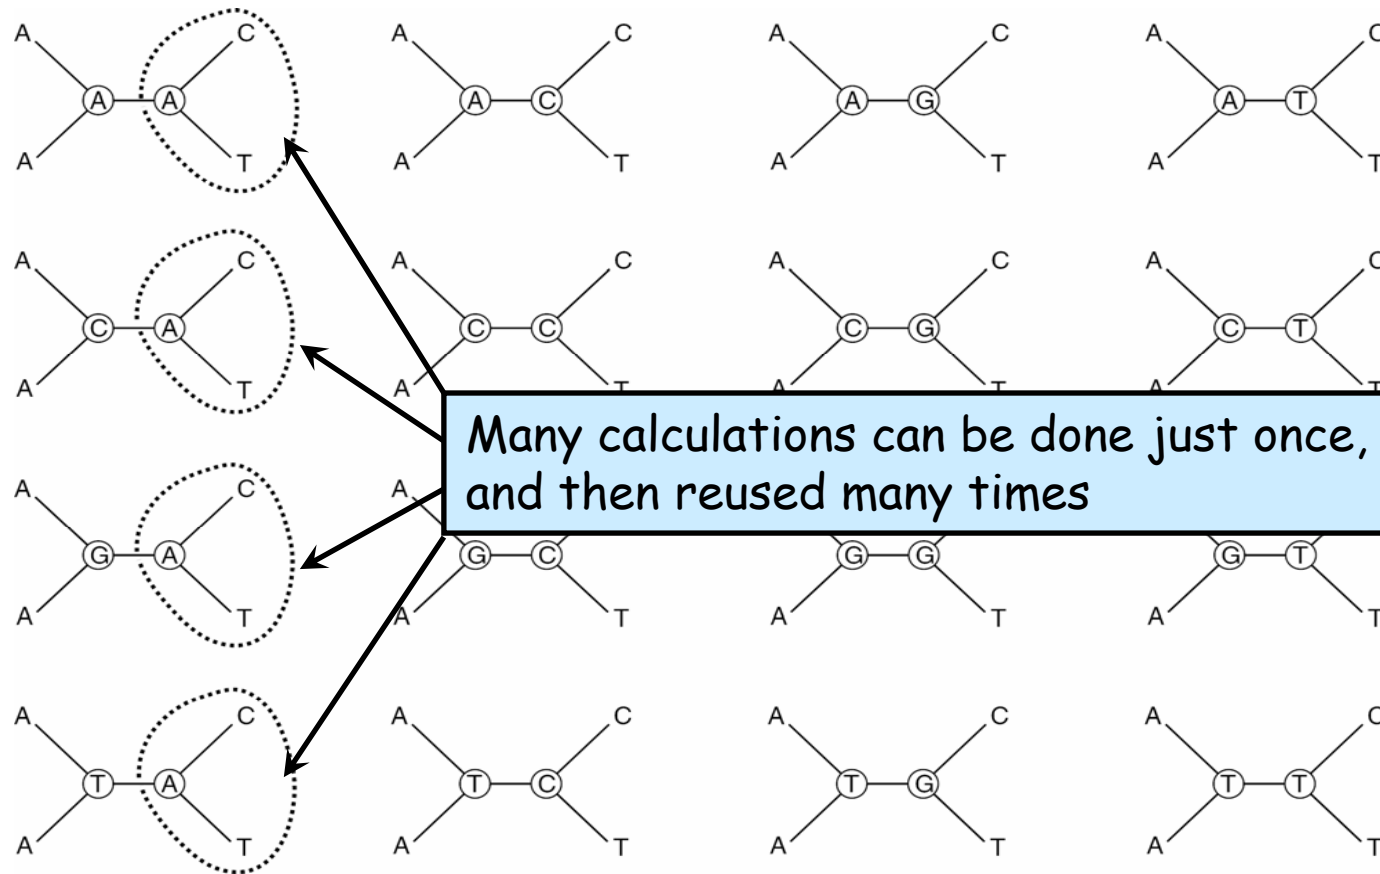 A C A C A C A C
A A A C A G A T
A T A T A T A T
A C A C A C A C
C A C C C G C T
A T A T A T A T
Many calculations can be done just once,
and then reused many times
A C A
G A G C G G G T
A T A T A T A T
A C A C A C A C
T A T C T G T T
A T A T A T A T